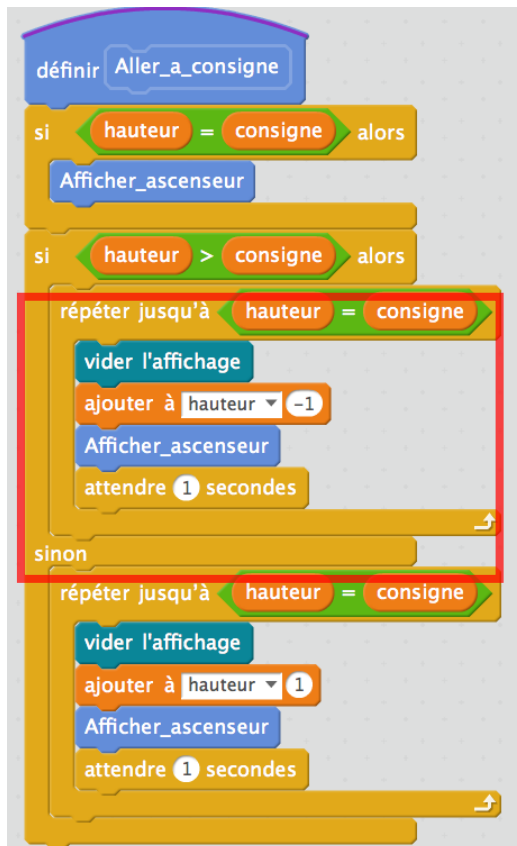 définir Aller_a_consigne
si hauteur = consigne alors
Afficher_ascenseur
si hauteur > consigne alors
répéter jusqu'à hauteur = consigne
vider l'affichage
ajouter à hauteur -1
Afficher_ascenseur
attendre 1 secondes
sinon
répéter jusqu'à hauteur = consigne
vider l'affichage
ajouter à hauteur 1
Afficher_ascenseur
attendre 1 secondes